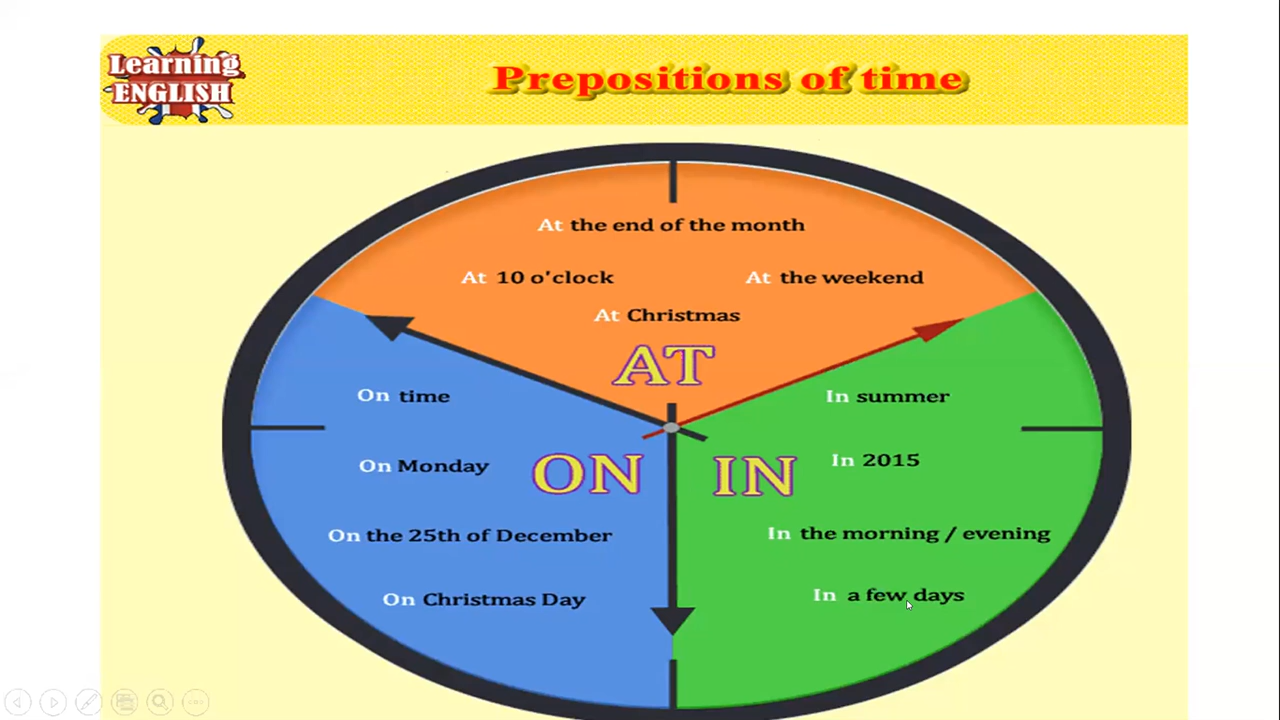 Learning
ENGLISH
Prepositions of time
At the end of the month
At 10 o'clock
At the weekend
At Christmas
AT
On time
On Monday
On the 25th of December
On Christmas Day
ON
IN
In summer
In 2015
In the morning / evening
In a few days